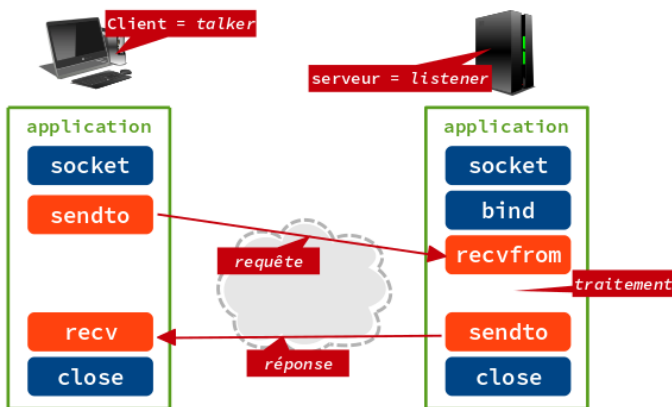 Client = talker
serveur = listener
application
socket
sendto
recv
close
requête
réponse
application
socket
bind
recvfrom
traitement
sendto
close